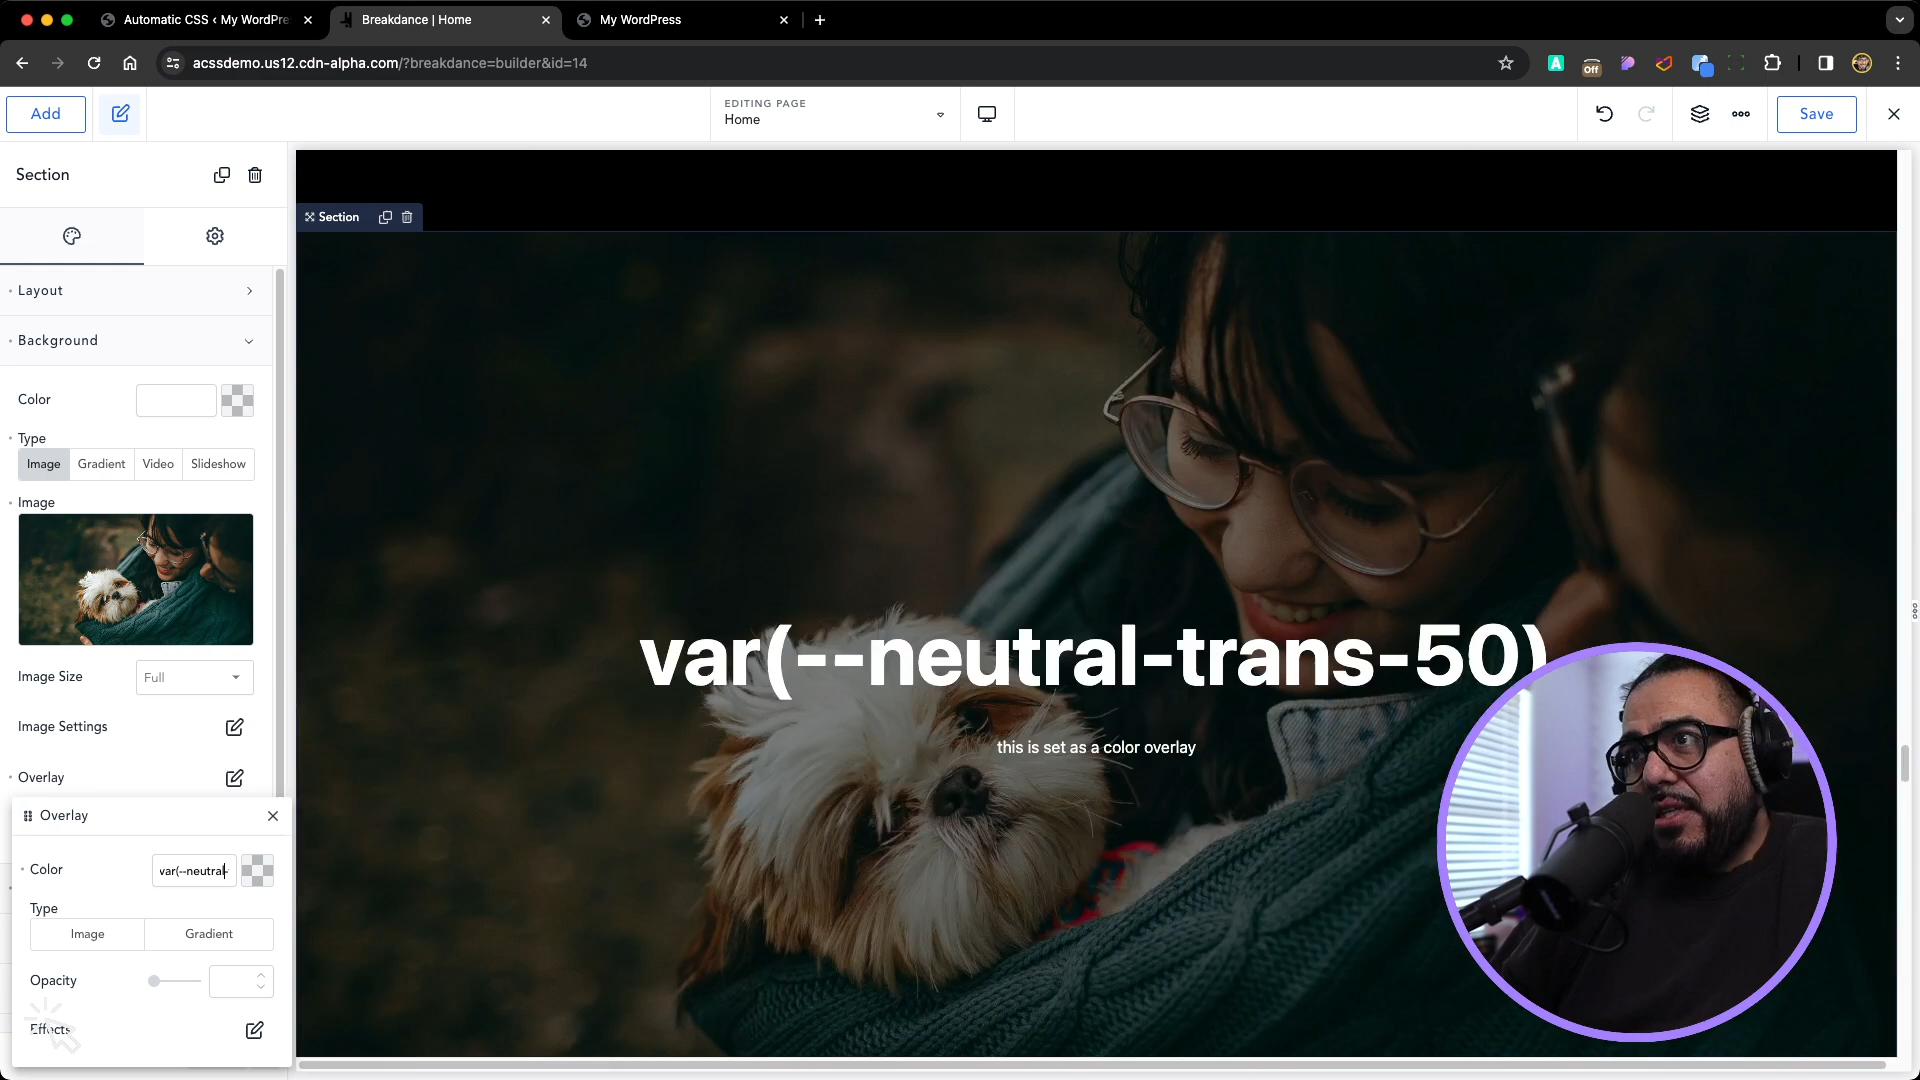 Automatic CSS ‹ My WordPre
Breakdance | Home
My WordPress
acssdemo.us12.cdn-alpha.com/?breakdance=builder&id=14
Off
Add
EDITING PAGE
Home
Save
Section
Section
Layout
Background
Color
Type
Image
Gradient
Video
Slideshow
Image
Image Size
Full
Image Settings
Overlay
Overlay
Color
var(--neutral-
Type
Image
Gradient
Opacity
Effects
var(--neutral-trans-50)
this is set as a color overlay